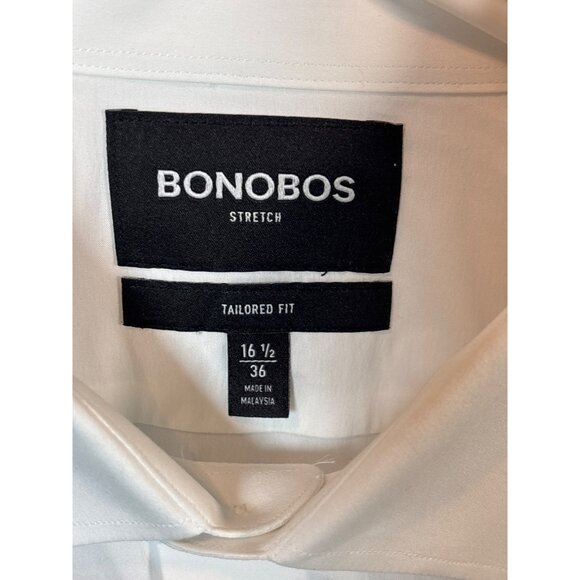 BONOBOS
STRETCH
TAILORED FIT
16 ½
36
MADE IN
MALAYSIA